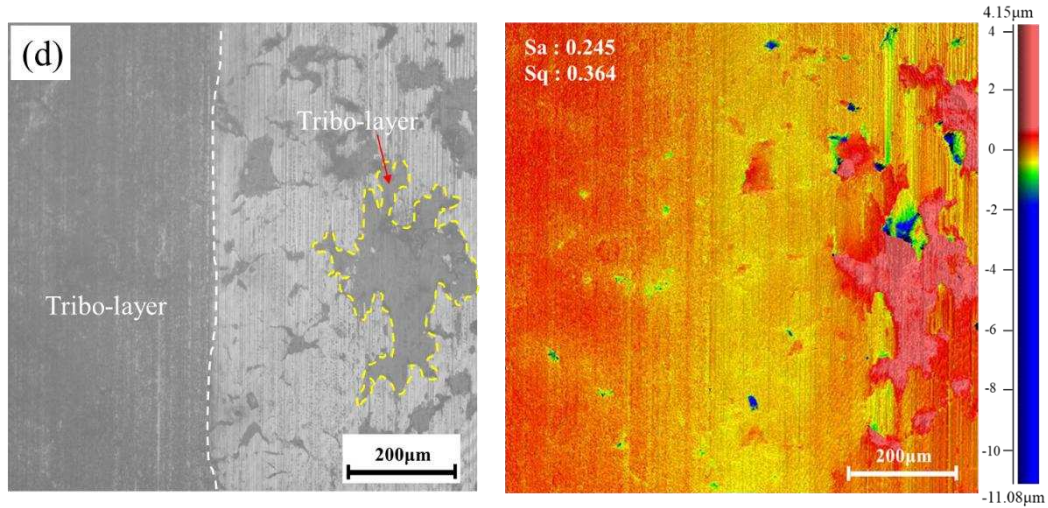 (d)
Tribo-layer
Tribo-layer
200μm
Sa : 0.245
Sq : 0.364
200μm
4.15μm
4
2
0
-2
-4
-6
-8
-10
-11.08μm